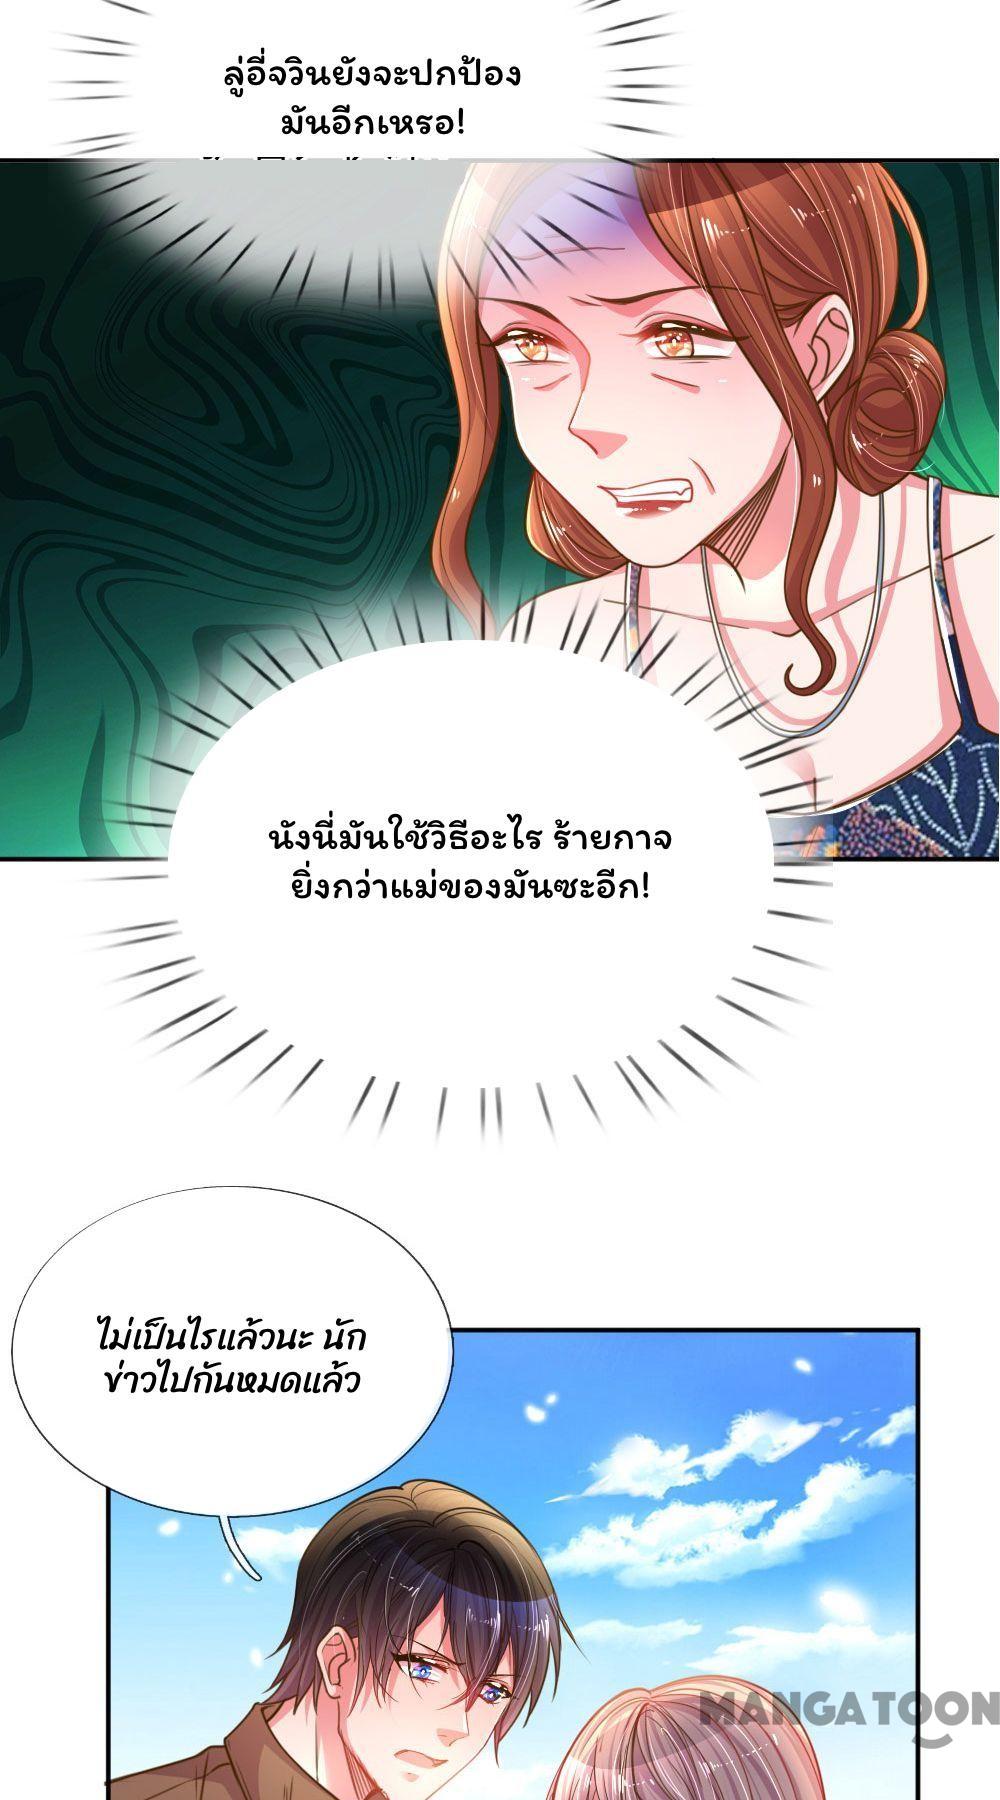 ลู่อี่จวินยังจะปกป้อง
มันอีกเหรอ!
นังนี่มันใช้วิธีอะไร ร้ายกาจ
ยิ่งกว่าแม่ของมันซะอีก!
ไม่เป็นไรแล้วนะ นัก
ข่าวไปกันหมดแล้ว
MANGATOON